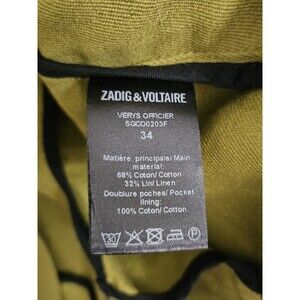 ZADIG & VOLTAIRE
VERYS OFFICIER
SGCO0203F
34
Matière principale/ Main
material:
68% Coton/ Cotton
32% Lin/ Linen
Doublure poches/ Pocket
lining:
100% Coton/ Cotton